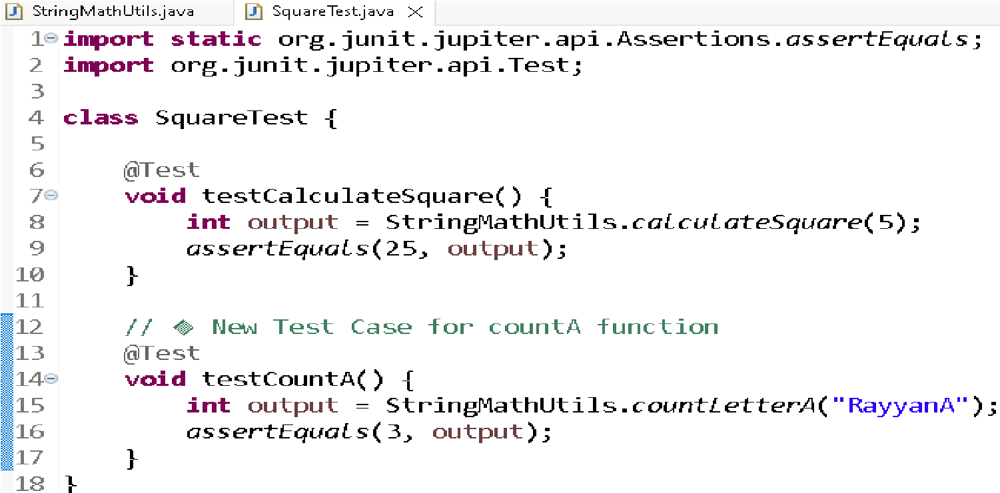 StringMathUtils.java SquareTest.java
1 import static org.junit.jupiter.api.Assertions.assertEquals;
2 import org.junit.jupiter.api.Test;
3
4 class SquareTest {
5
6 @Test
7 void testCalculateSquare() {
8 int output = StringMathUtils.calculateSquare(5);
9 assertEquals(25, output);
10 }
11
12 // � New Test Case for countA function
13 @Test
14 void testCountA() {
15 int output = StringMathUtils.countLetterA("RayyanA");
16 assertEquals(3, output);
17 }
18 }